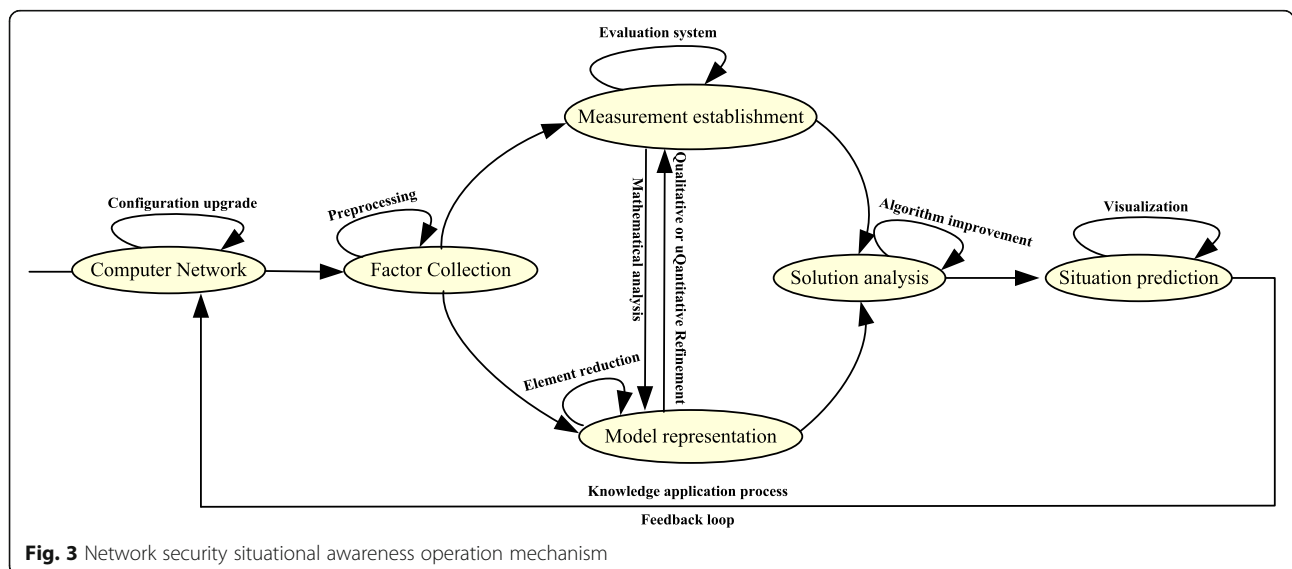 Evaluation system
Measurement establishment
Configuration upgrade
Preprocessing
Computer Network
Factor Collection
Mathematical analysis
Qualitative or uQantitative Refinement
Algorithm improvement
Visualization
Solution analysis
Situation prediction
Element reduction
Model representation
Knowledge application process
Feedback loop
Fig. 3 Network security situational awareness operation mechanism